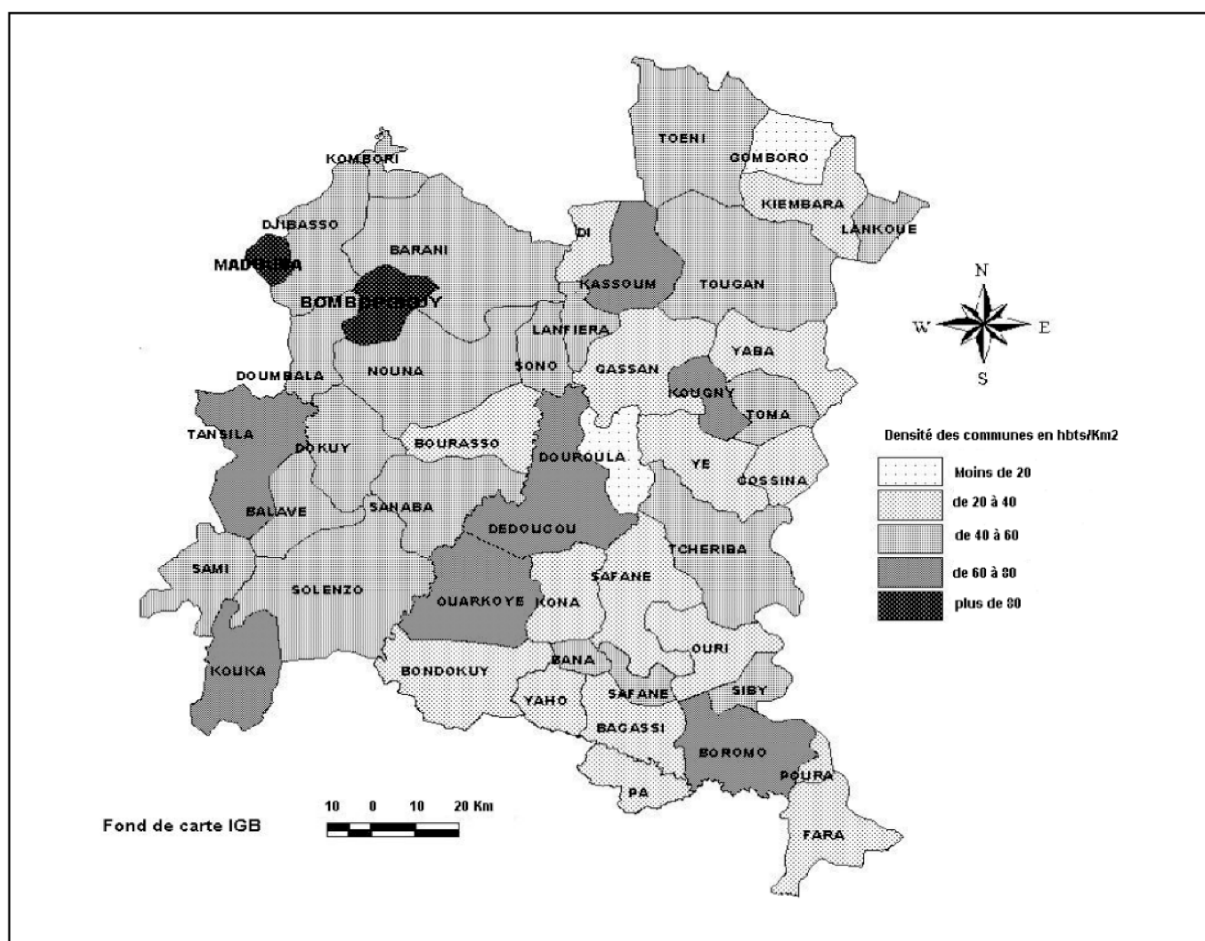 TOENI
GOMBORO
KOMBORI
KIEMBARA
DJIBASSO
LANKOUE
DI
BARANI
MADOUBA
KASSOUM
TOUGAN
BOMBOROKUY
N
W E
S
LANFIERA
YABA
SONO
GASSAN
NOUNA
DOUMBALA
KOUGNY
TOMA
TANSILA
DOKUY
BOURASSO
DOUROULA
YE
GOSSINA
BALAVE
SANABA
DEDOUGOU
TCHERIBA
SAMI
SOLENZO
SAFANE
OUARKOYE
KONA
OURI
BANA
KOUKA
BONDOKUY
SAFANE
SIBY
YAHO
BAGASSI
BOROMO
POURA
PA
FARA
Densité des communes en hbts/Km2
Moins de 20
de 20 à 40
de 40 à 60
de 60 à 80
plus de 80
10 0 10 20 Km
Fond de carte IGB